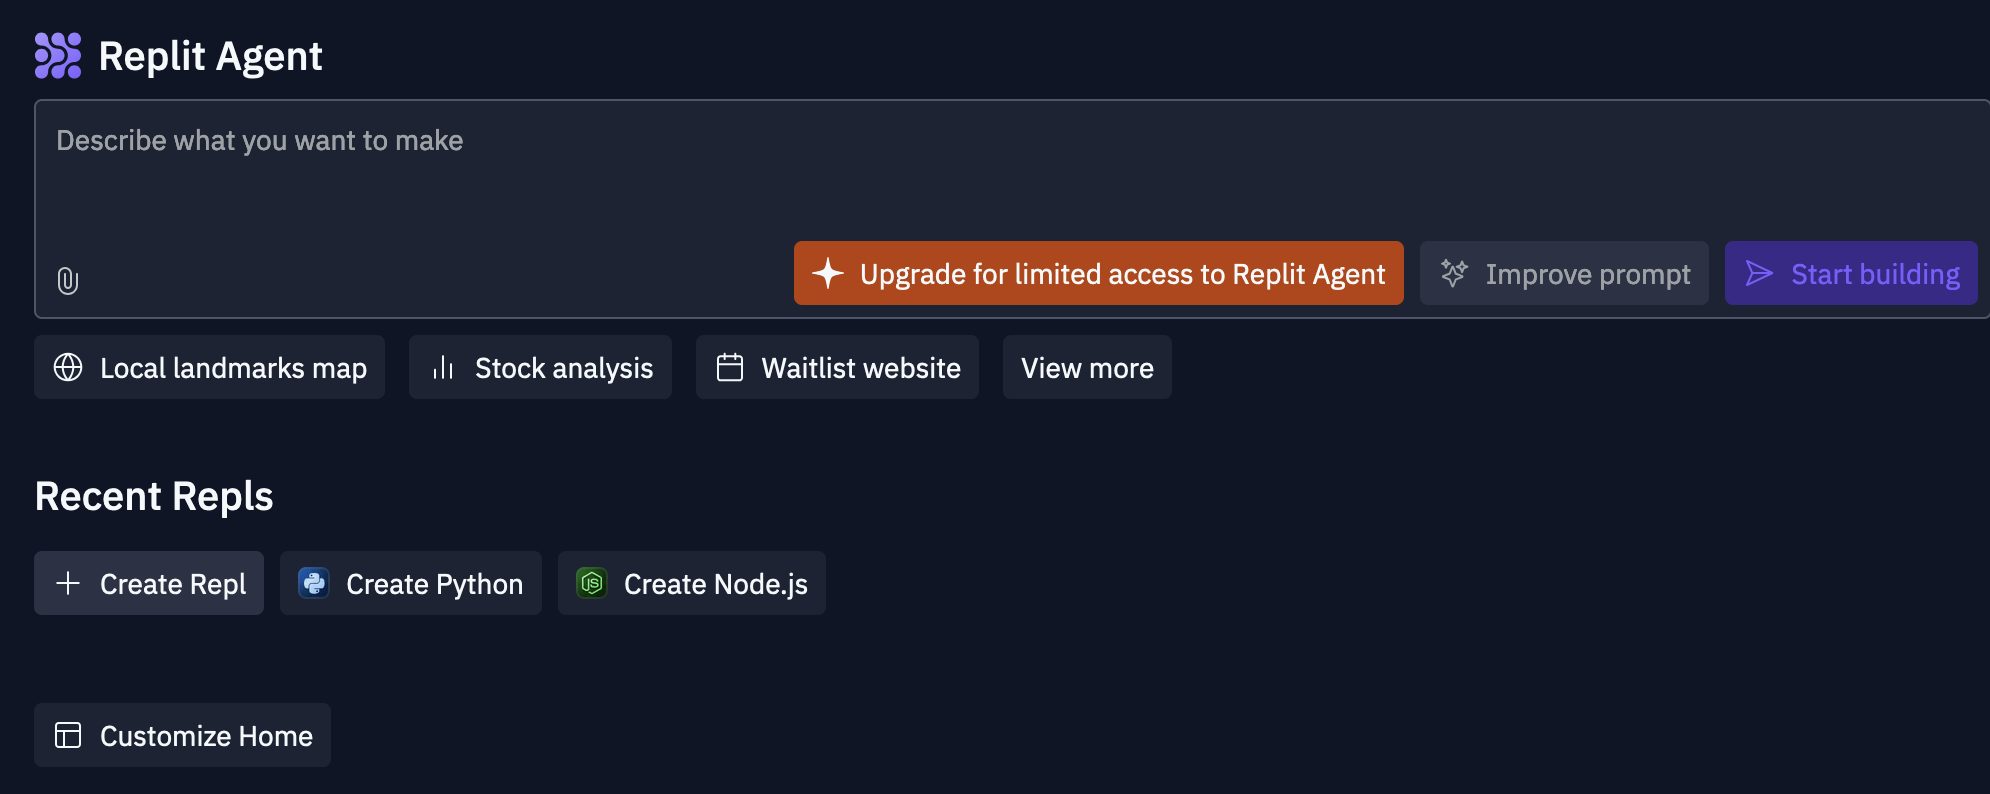 Replit Agent
Describe what you want to make
Upgrade for limited access to Replit Agent
Improve prompt
Start building
Local landmarks map
Stock analysis
Waitlist website
View more
Recent Repls
Create Repl
Create Python
JS
Create Node.js
Customize Home